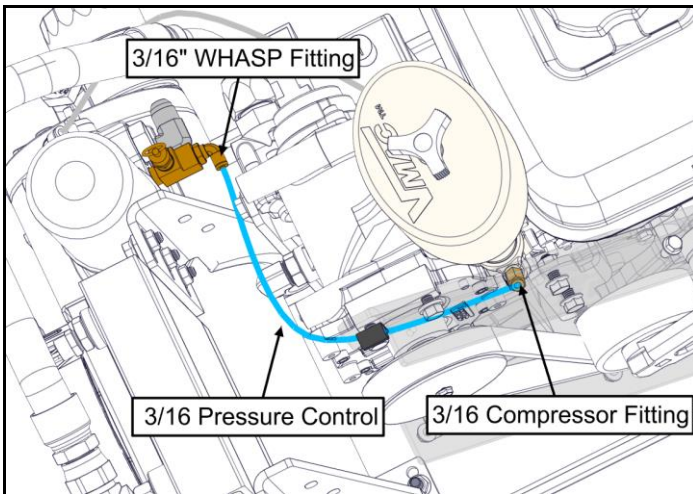 3/16" WHASP Fitting
VMAC
3/16 Pressure Control
3/16 Compressor Fitting